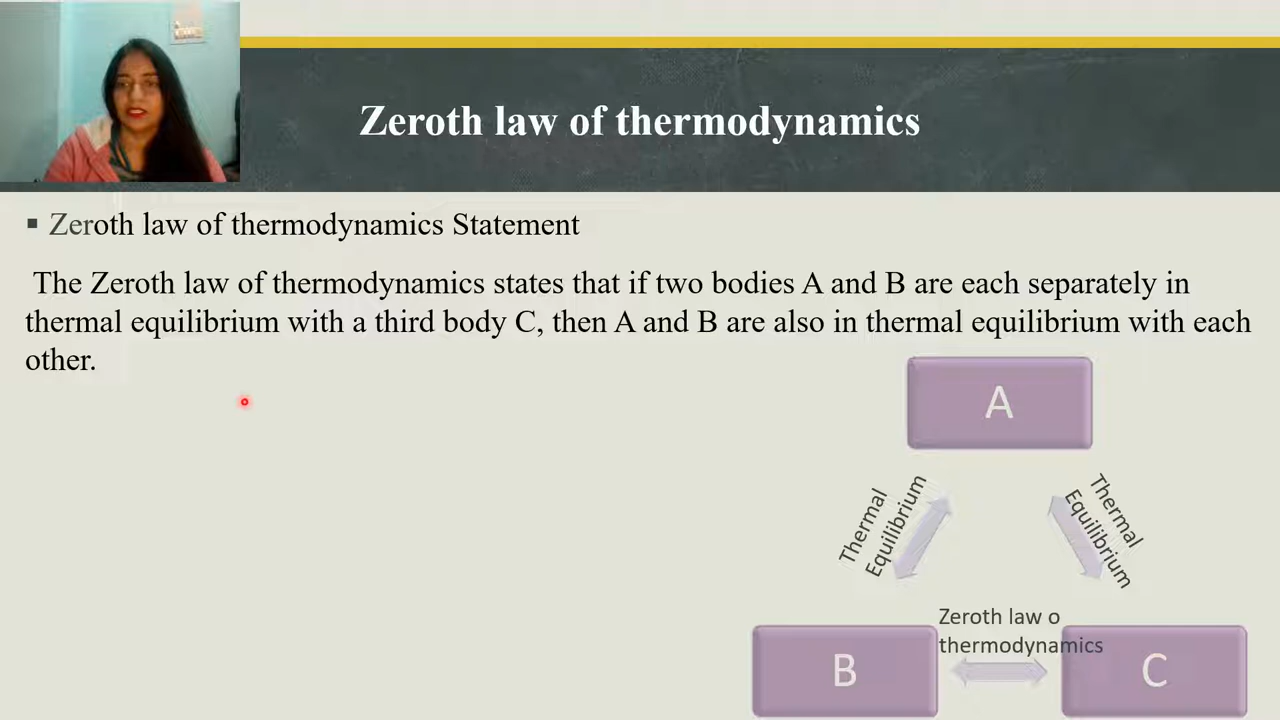 Zeroth law of thermodynamics
▪ Zeroth law of thermodynamics Statement
The Zeroth law of thermodynamics states that if two bodies A and B are each separately in
thermal equilibrium with a third body C, then A and B are also in thermal equilibrium with each
other.
A
Thermal
Equilibrium
Thermal
Equilibrium
Zeroth law o
thermodynamics
B
C